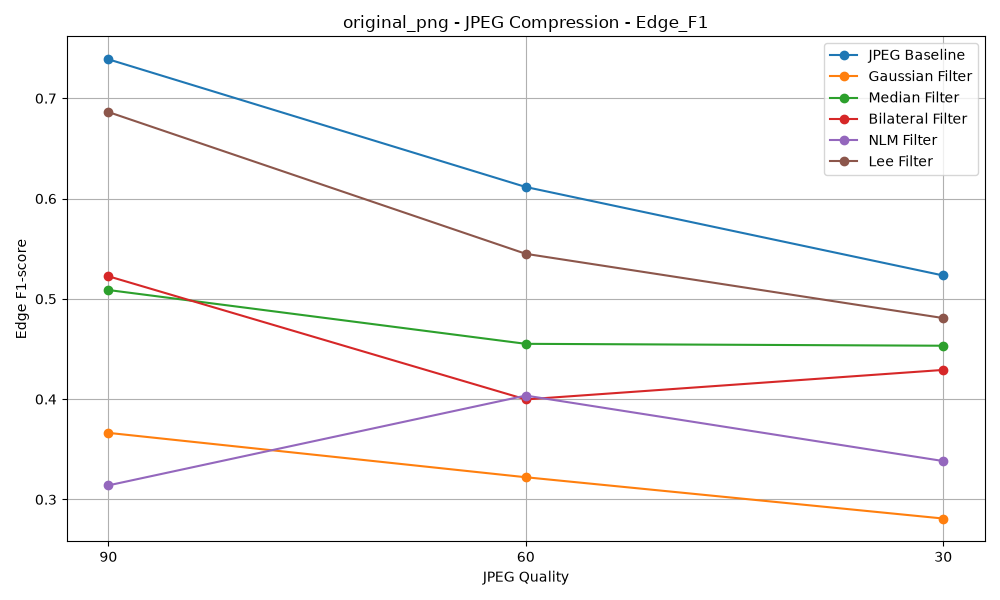 original_png - JPEG Compression - Edge_F1
JPEG Baseline
Gaussian Filter
Median Filter
Bilateral Filter
NLM Filter
Lee Filter
Edge F1-score
0.7
0.6
0.5
0.4
0.3
90
60
30
JPEG Quality